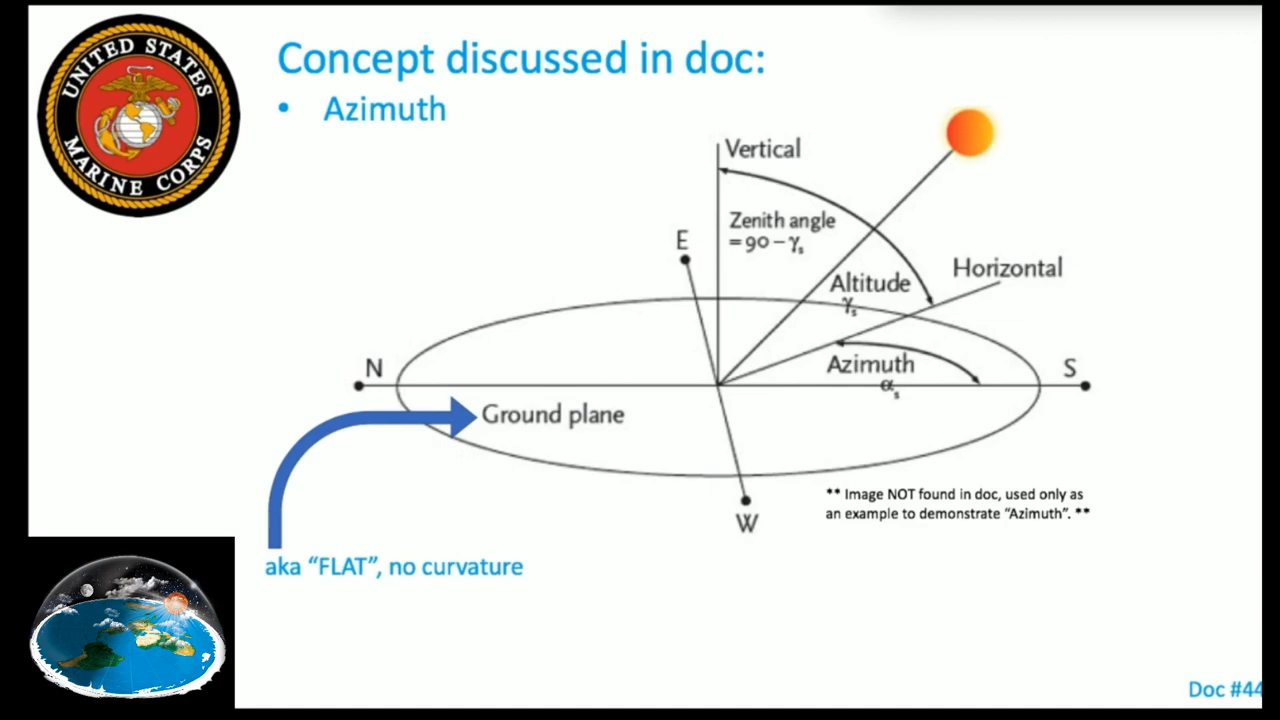 UNITED STATES
MARINE CORPS
Concept discussed in doc:
• Azimuth
Vertical
Zenith angle
= 90 – γs
E
Altitude
γs
Horizontal
N
Azimuth
αs
S
Ground plane
W
** Image NOT found in doc, used only as
an example to demonstrate “Azimuth”. **
aka “FLAT”, no curvature
Doc #44